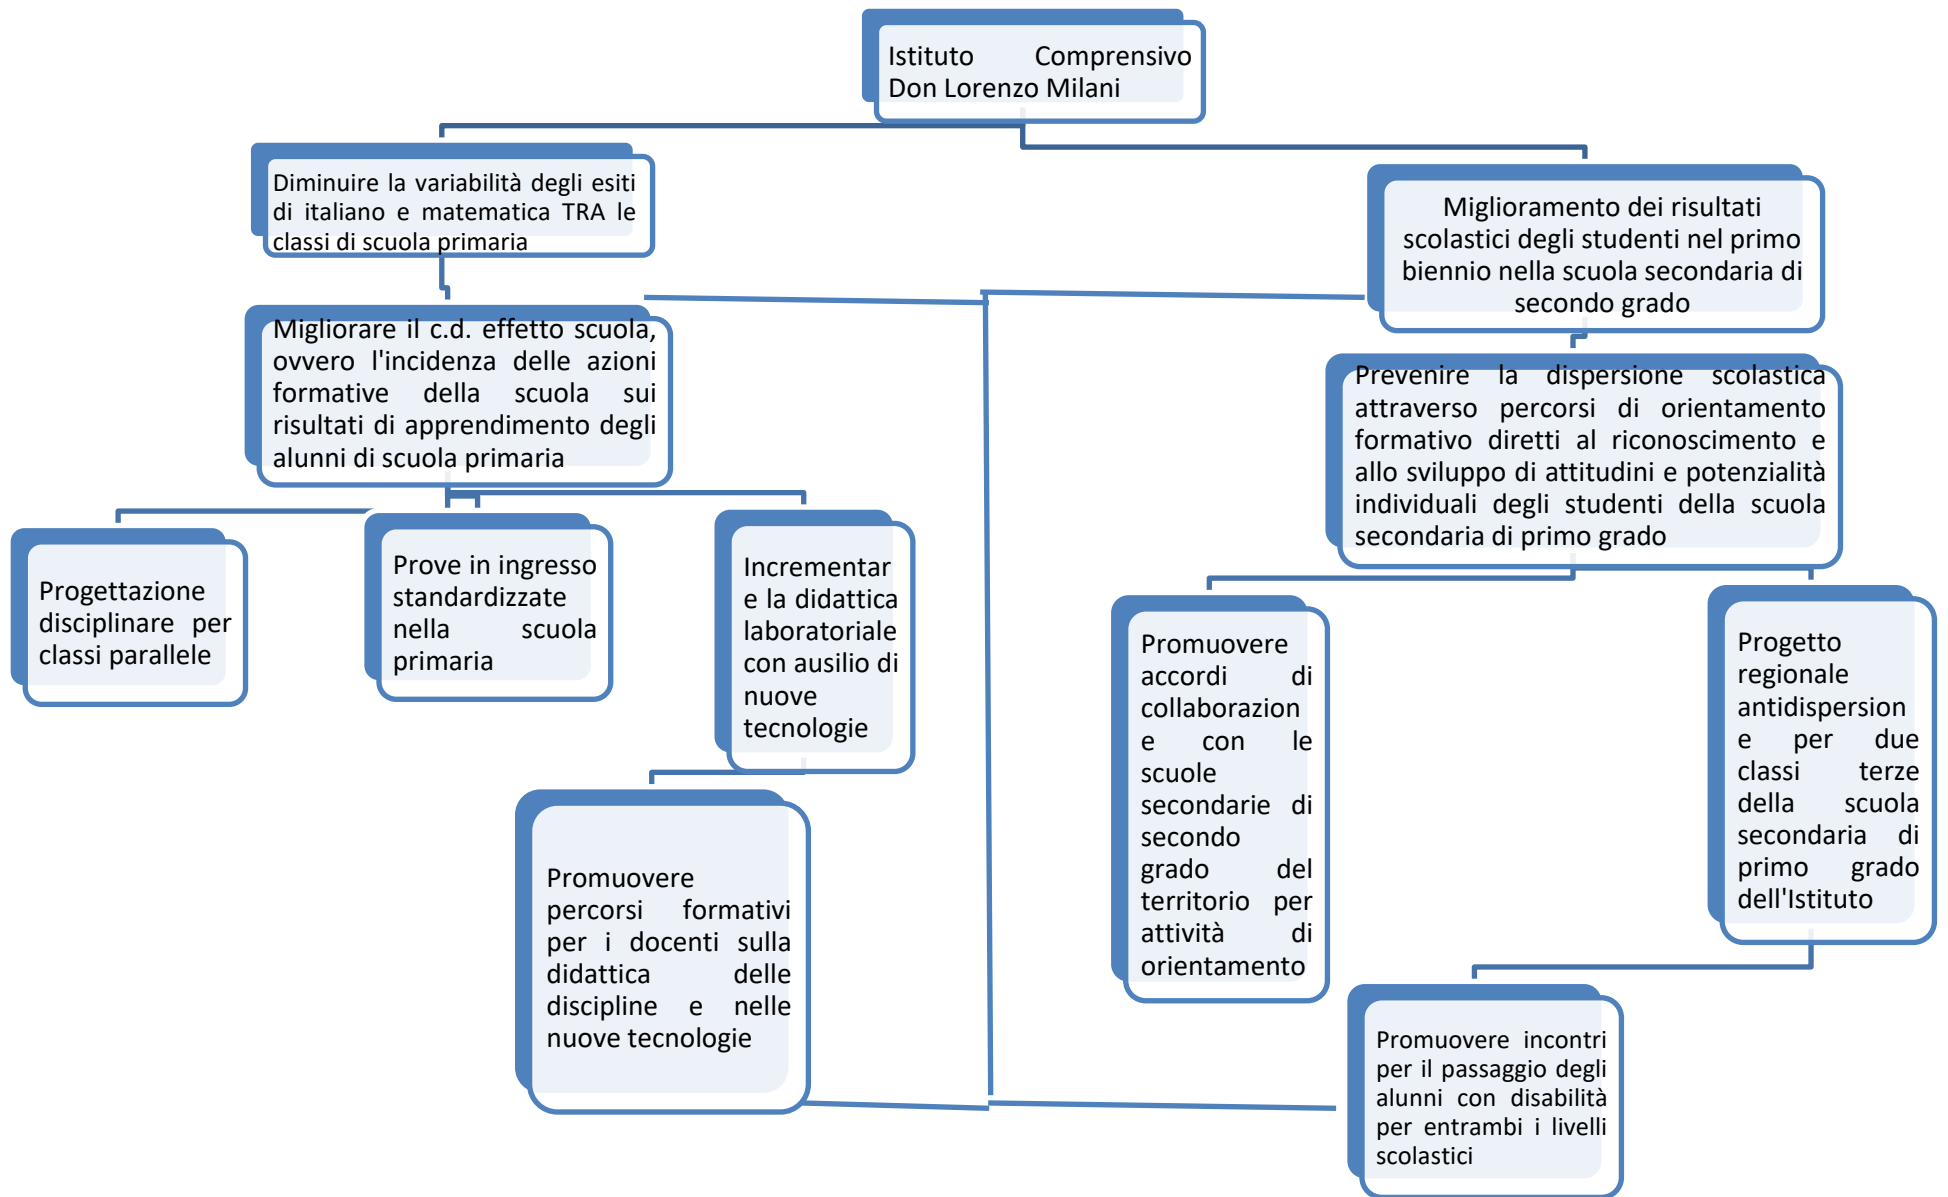 Istituto Comprensivo
Don Lorenzo Milani
Diminuire la variabilità degli esiti
di italiano e matematica TRA le
classi di scuola primaria
Miglioramento dei risultati
scolastici degli studenti nel primo
biennio nella scuola secondaria di
secondo grado
Migliorare il c.d. effetto scuola,
ovvero l'incidenza delle azioni
formative della scuola sui
risultati di apprendimento degli
alunni di scuola primaria
Prevenire la dispersione scolastica
attraverso percorsi di orientamento
formativo diretti al riconoscimento e
allo sviluppo di attitudini e potenzialità
individuali degli studenti della scuola
secondaria di primo grado
Progettazione
disciplinare per
classi parallele
Prove in ingresso
standardizzate
nella scuola
primaria
Incrementar
e la didattica
laboratoriale
con ausilio di
nuove
tecnologie
Promuovere
accordi di
collaborazion
e con le
scuole
secondarie di
secondo
grado del
territorio per
attività di
orientamento
Progetto
regionale
antidispersion
e per due
classi terze
della scuola
secondaria di
primo grado
dell'Istituto
Promuovere
percorsi formativi
per i docenti sulla
didattica delle
discipline e nelle
nuove tecnologie
Promuovere incontri
per il passaggio degli
alunni con disabilità
per entrambi i livelli
scolastici